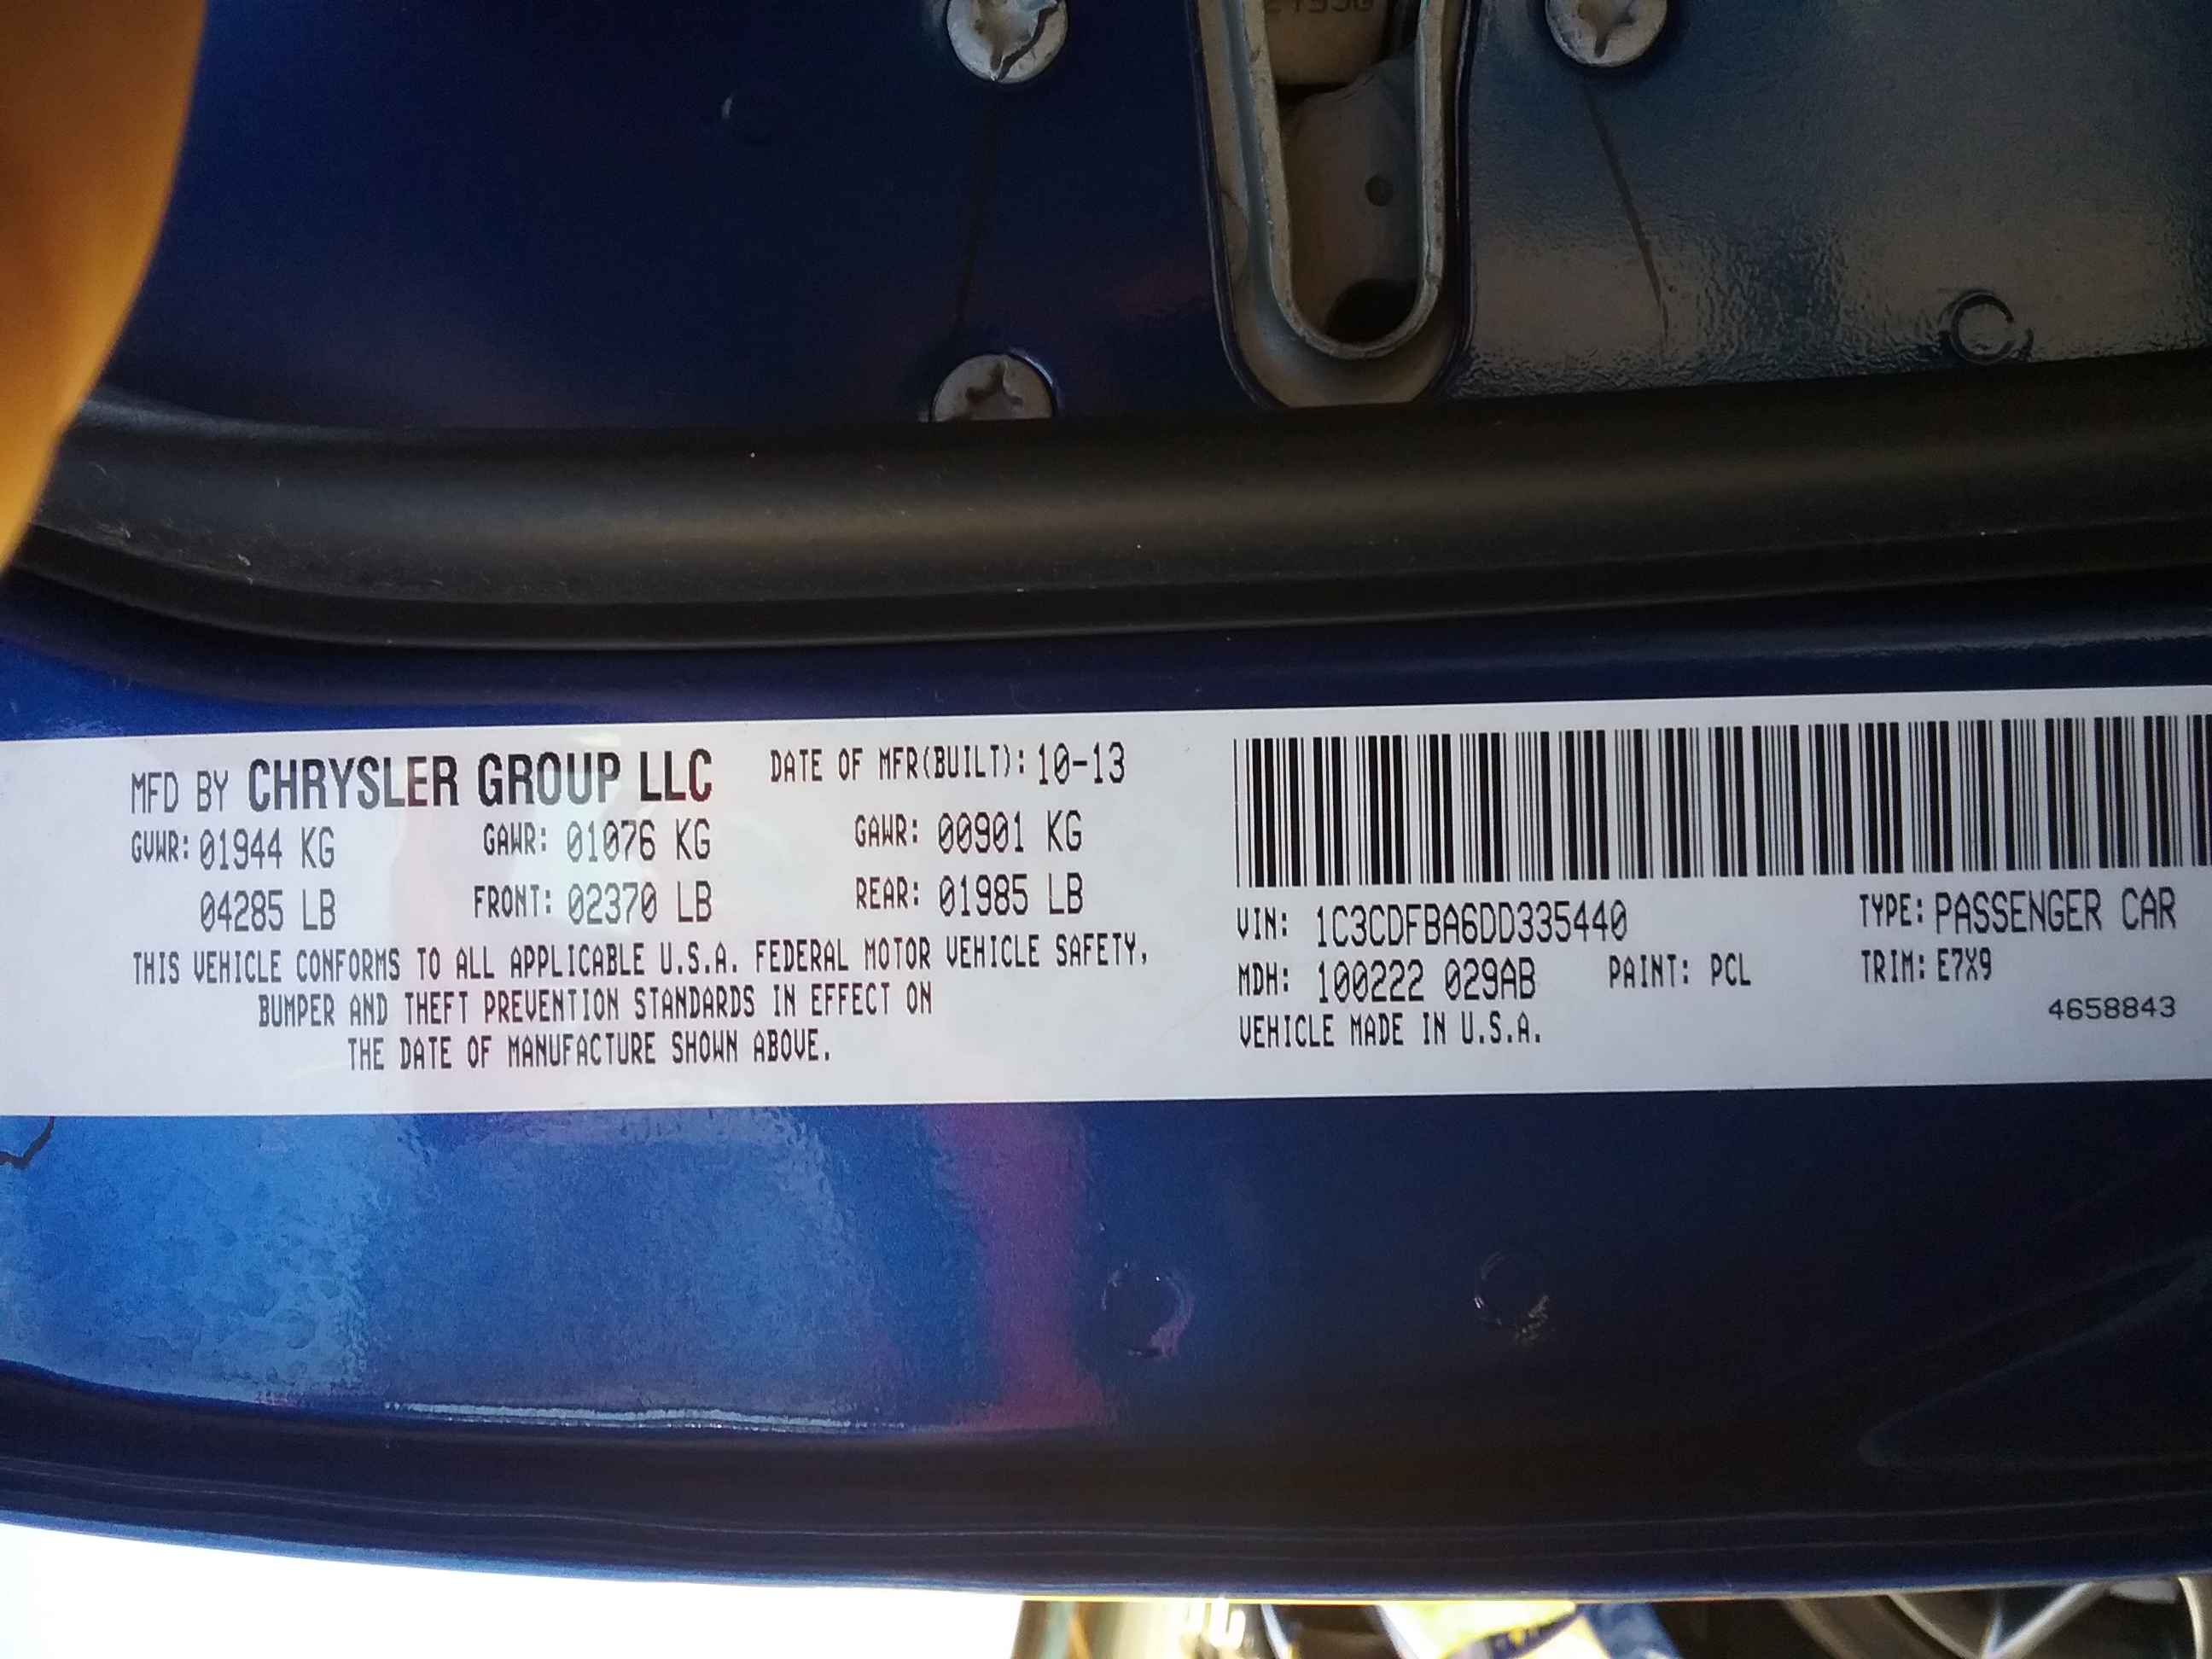 MFD BY CHRYSLER GROUP LLC DATE OF MFR(BUILT): 10-13
GVWR: 01944 KG GAWR: 01076 KG GAWR: 00901 KG
04285 LB FRONT: 02370 LB REAR: 01985 LB
THIS VEHICLE CONFORMS TO ALL APPLICABLE U.S.A. FEDERAL MOTOR VEHICLE SAFETY,
BUMPER AND THEFT PREVENTION STANDARDS IN EFFECT ON
THE DATE OF MANUFACTURE SHOWN ABOVE.
VIN: 1C3CDFBA6DD335440 TYPE: PASSENGER CAR
MDH: 100222 029AB PAINT: PCL TRIM: E7X9
VEHICLE MADE IN U.S.A. 4658843